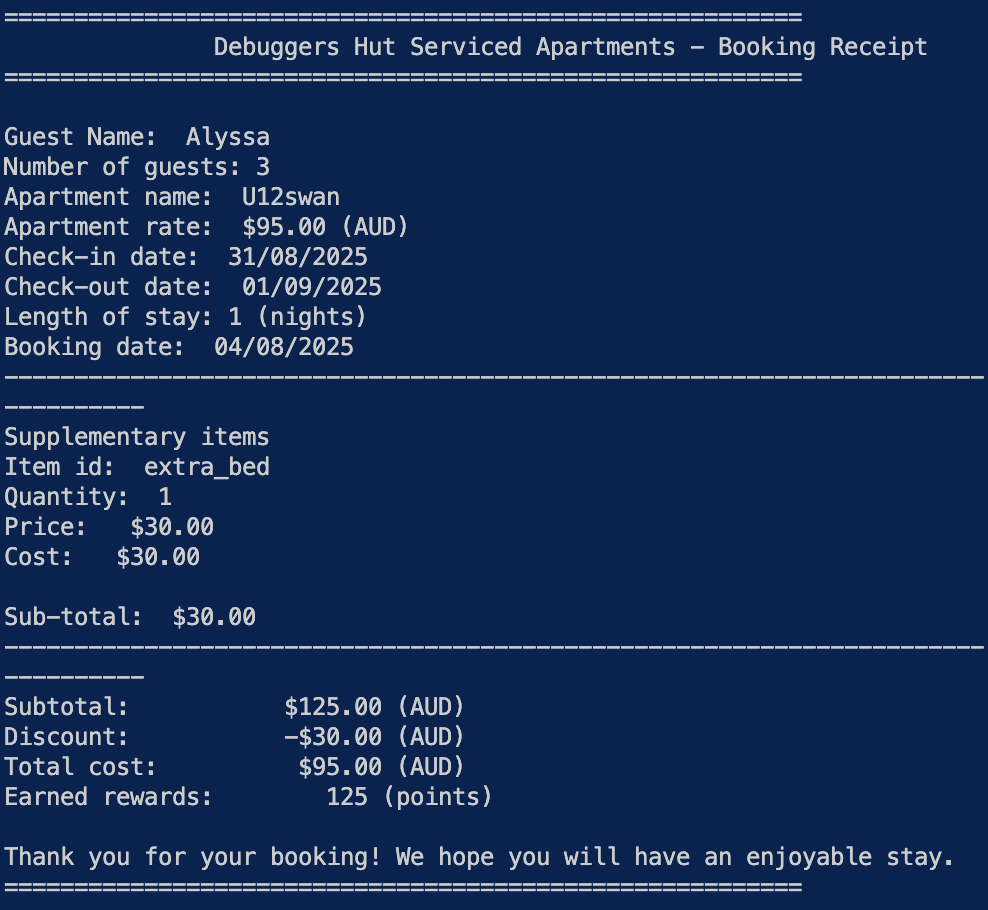 =========================================================
Debuggers Hut Serviced Apartments - Booking Receipt
=========================================================
Guest Name:  Alyssa
Number of guests: 3
Apartment name:  U12swan
Apartment rate:  $95.00 (AUD)
Check-in date:  31/08/2025
Check-out date:  01/09/2025
Length of stay: 1 (nights)
Booking date:  04/08/2025
----------------------------------------------------------------------
----------
Supplementary items
Item id:  extra_bed
Quantity:  1
Price:   $30.00
Cost:   $30.00
Sub-total:  $30.00
----------------------------------------------------------------------
----------
Subtotal:           $125.00 (AUD)
Discount:           -$30.00 (AUD)
Total cost:          $95.00 (AUD)
Earned rewards:        125 (points)
Thank you for your booking! We hope you will have an enjoyable stay.
=========================================================